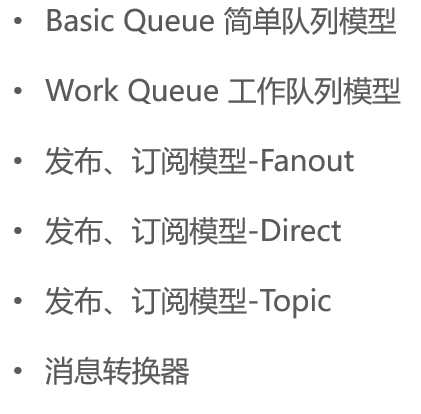 • Basic Queue 简单队列模型
• Work Queue 工作队列模型
• 发布、订阅模型-Fanout
• 发布、订阅模型-Direct
• 发布、订阅模型-Topic
• 消息转换器